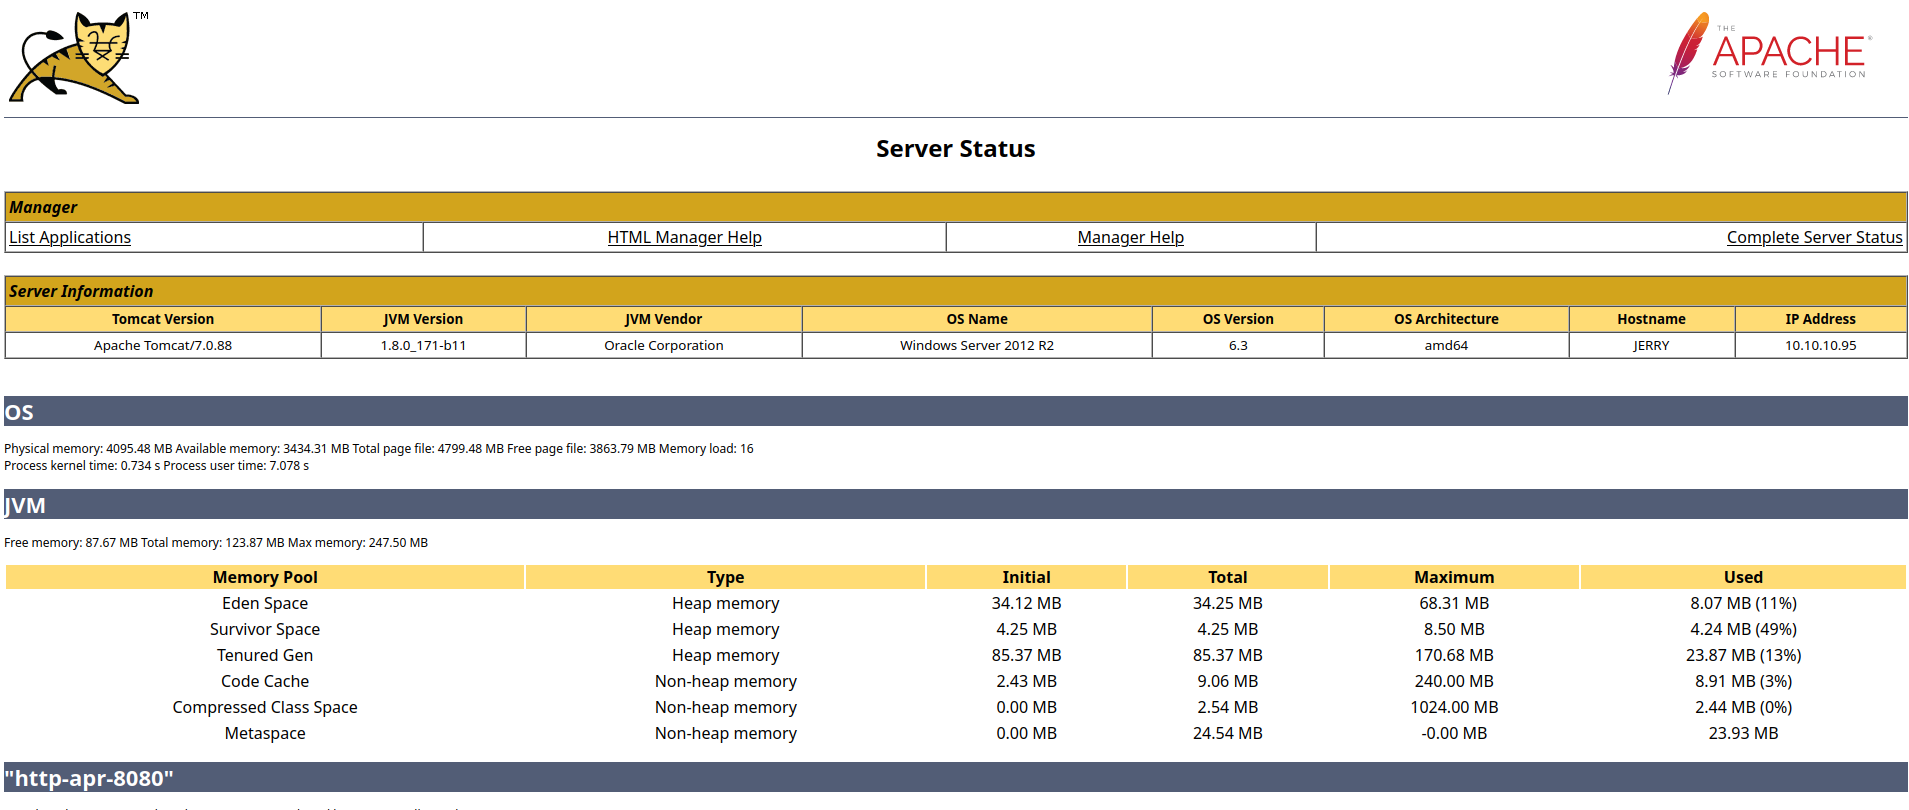 TM
THE
APACHE®
SOFTWARE FOUNDATION
Server Status
Manager
List Applications HTML Manager Help Manager Help Complete Server Status
Server Information
Tomcat Version JVM Version JVM Vendor OS Name OS Version OS Architecture Hostname IP Address
Apache Tomcat/7.0.88 1.8.0_171-b11 Oracle Corporation Windows Server 2012 R2 6.3 amd64 JERRY 10.10.10.95
OS
Physical memory: 4095.48 MB Available memory: 3434.31 MB Total page file: 4799.48 MB Free page file: 3863.79 MB Memory load: 16
Process kernel time: 0.734 s Process user time: 7.078 s
JVM
Free memory: 87.67 MB Total memory: 123.87 MB Max memory: 247.50 MB
Memory Pool Type Initial Total Maximum Used
Eden Space Heap memory 34.12 MB 34.25 MB 68.31 MB 8.07 MB (11%)
Survivor Space Heap memory 4.25 MB 4.25 MB 8.50 MB 4.24 MB (49%)
Tenured Gen Heap memory 85.37 MB 85.37 MB 170.68 MB 23.87 MB (13%)
Code Cache Non-heap memory 2.43 MB 9.06 MB 240.00 MB 8.91 MB (3%)
Compressed Class Space Non-heap memory 0.00 MB 2.54 MB 1024.00 MB 2.44 MB (0%)
Metaspace Non-heap memory 0.00 MB 24.54 MB -0.00 MB 23.93 MB
"http-apr-8080"